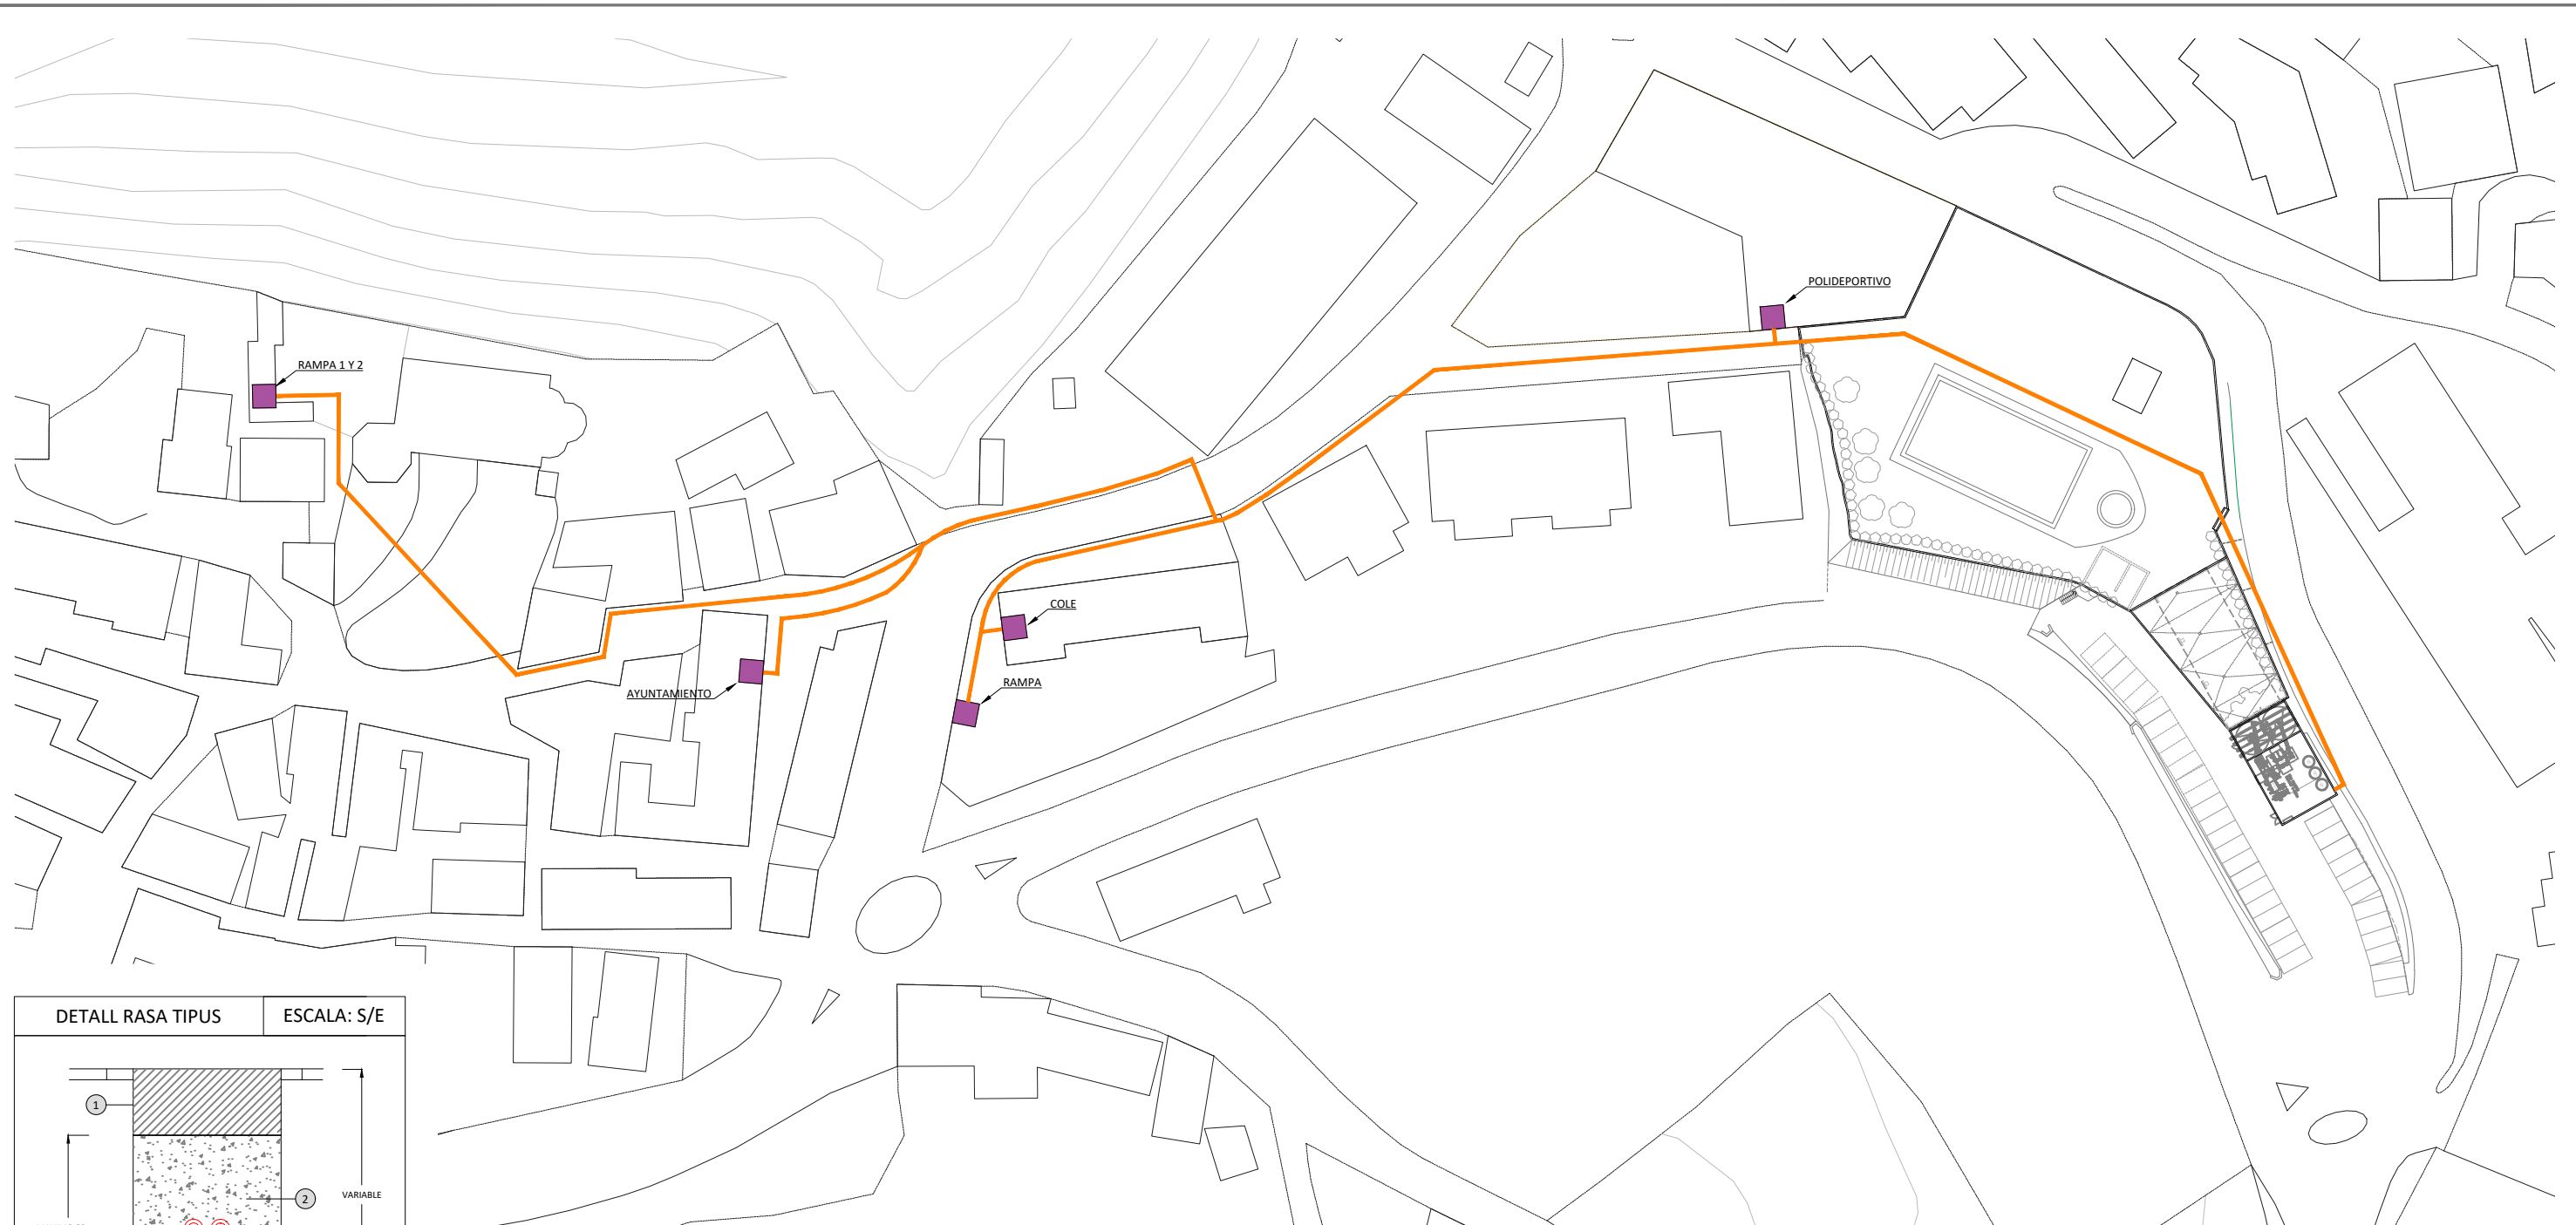 POLIDEPORTIVO
RAMPA 1 Y 2
COLE
RAMPA
AYUNTAMIENTO
DETALL RASA TIPUS
ESCALA: S/E
1
2
VARIABLE